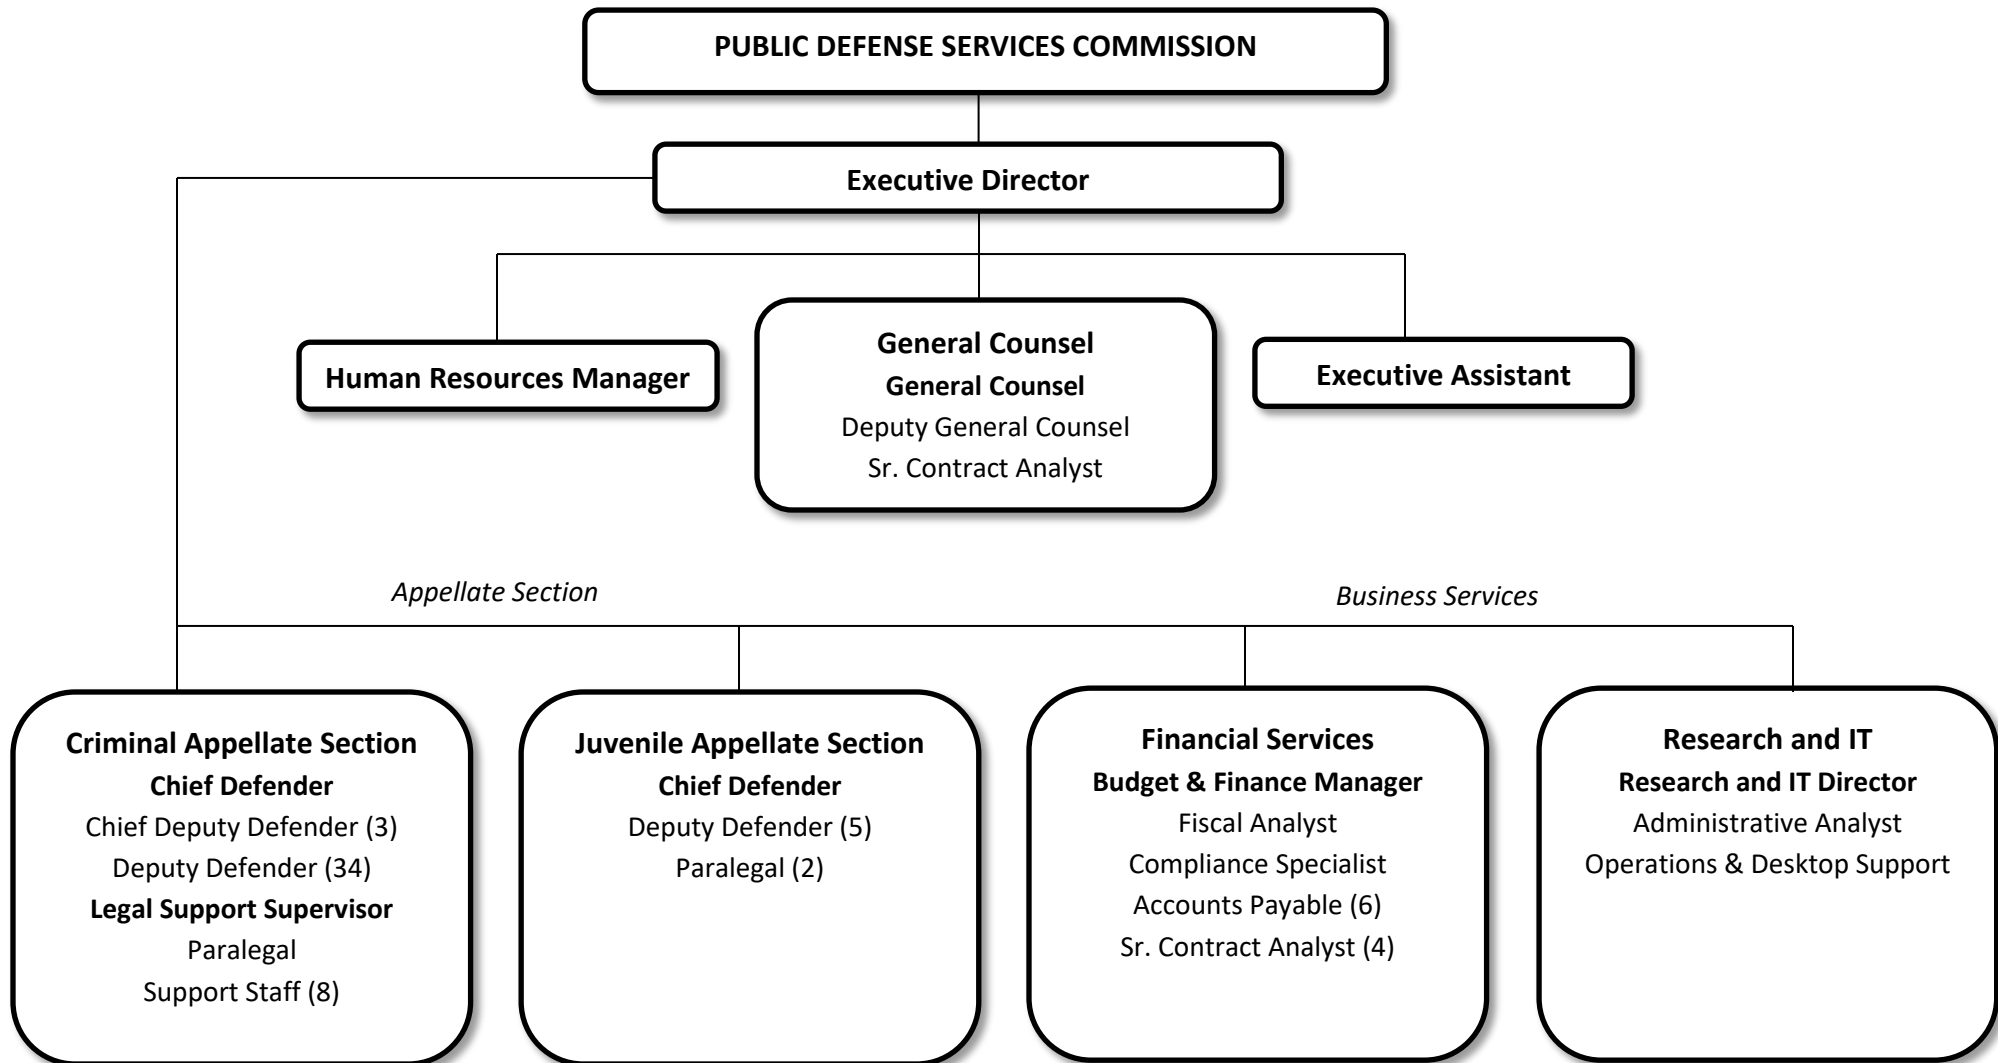 PUBLIC DEFENSE SERVICES COMMISSION
Executive Director
Human Resources Manager
General Counsel
General Counsel
Deputy General Counsel
Sr. Contract Analyst
Executive Assistant
Appellate Section
Business Services
Criminal Appellate Section
Chief Defender
Chief Deputy Defender (3)
Deputy Defender (34)
Legal Support Supervisor
Paralegal
Support Staff (8)
Juvenile Appellate Section
Chief Defender
Deputy Defender (5)
Paralegal (2)
Financial Services
Budget & Finance Manager
Fiscal Analyst
Compliance Specialist
Accounts Payable (6)
Sr. Contract Analyst (4)
Research and IT
Research and IT Director
Administrative Analyst
Operations & Desktop Support